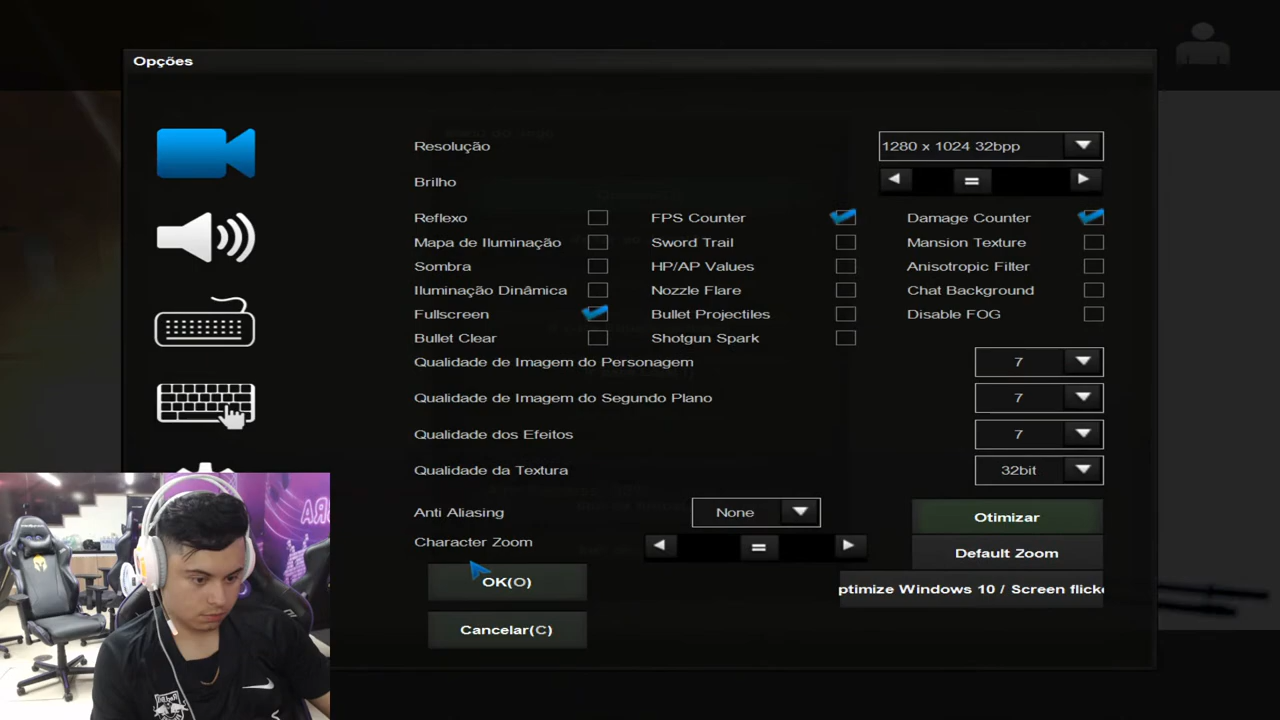 Opções
Resolução
1280 x 1024 32bpp
Brilho
Reflexo FPS Counter Damage Counter
Mapa de Iluminação Sword Trail Mansion Texture
Sombra HP/AP Values Anisotropic Filter
Iluminação Dinâmica Nozzle Flare Chat Background
Fullscreen Bullet Projectiles Disable FOG
Bullet Clear Shotgun Spark
Qualidade de Imagem do Personagem 7
Qualidade de Imagem do Segundo Plano 7
Qualidade dos Efeitos 7
Qualidade da Textura 32bit
Anti Aliasing None Otimizar
Character Zoom Default Zoom
OK(O) ptimize Windows 10 / Screen flicke
Cancelar(C)